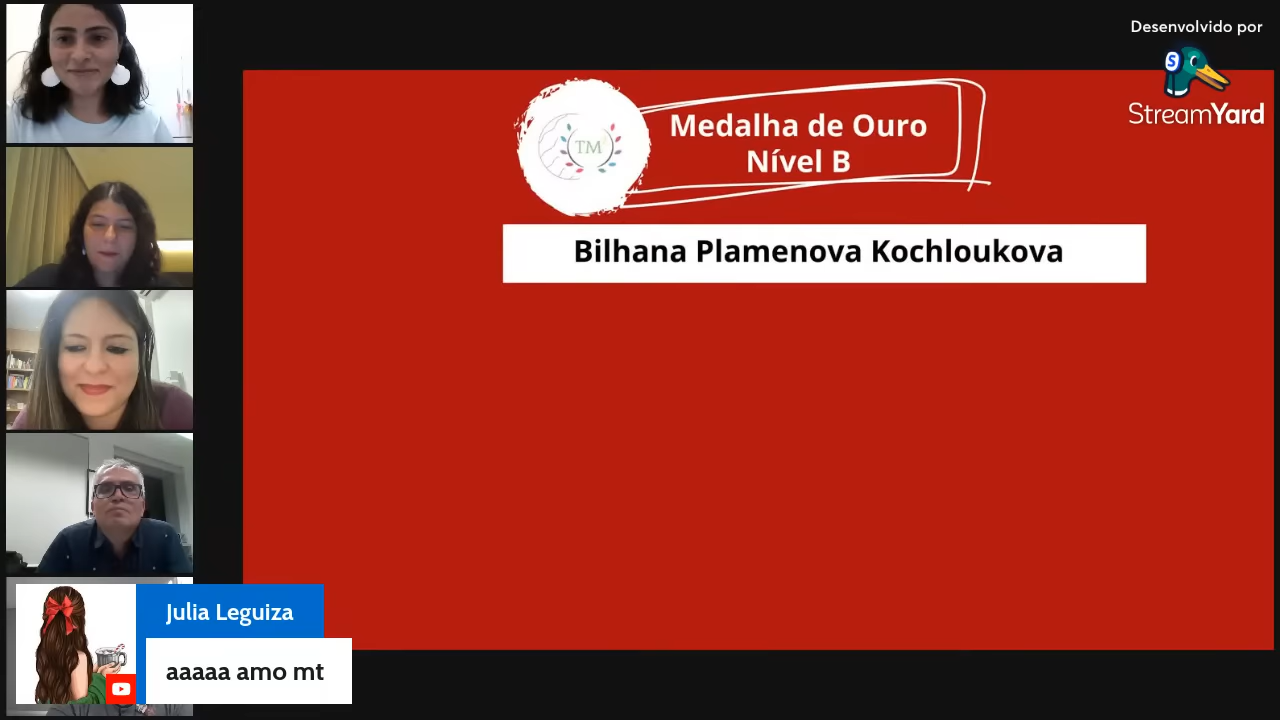 Desenvolvido por
StreamYard
TM
Medalha de Ouro
Nível B
Bilhana Plamenova Kochloukova
Julia Leguiza
aaaaa amo mt